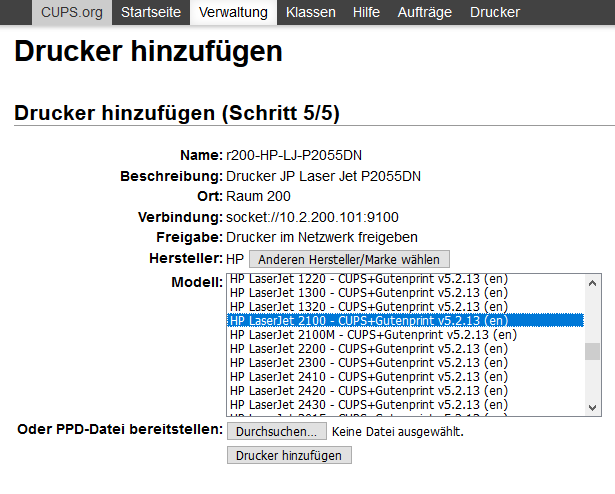 CUPS.org Startseite Verwaltung Klassen Hilfe Aufträge Drucker
Drucker hinzufügen
Drucker hinzufügen (Schritt 5/5)
Name: r200-HP-LJ-P2055DN
Beschreibung: Drucker JP Laser Jet P2055DN
Ort: Raum 200
Verbindung: socket://10.2.200.101:9100
Freigabe: Drucker im Netzwerk freigeben
Hersteller: HP Anderen Hersteller/Marke wählen
Modell: HP LaserJet 1220 - CUPS+Gutenprint v5.2.13 (en)
HP LaserJet 1300 - CUPS+Gutenprint v5.2.13 (en)
HP LaserJet 1320 - CUPS+Gutenprint v5.2.13 (en)
HP LaserJet 2100 - CUPS+Gutenprint v5.2.13 (en)
HP LaserJet 2100M - CUPS+Gutenprint v5.2.13 (en)
HP LaserJet 2200 - CUPS+Gutenprint v5.2.13 (en)
HP LaserJet 2300 - CUPS+Gutenprint v5.2.13 (en)
HP LaserJet 2410 - CUPS+Gutenprint v5.2.13 (en)
HP LaserJet 2420 - CUPS+Gutenprint v5.2.13 (en)
HP LaserJet 2430 - CUPS+Gutenprint v5.2.13 (en)
Oder PPD-Datei bereitstellen: Durchsuchen... Keine Datei ausgewählt.
Drucker hinzufügen